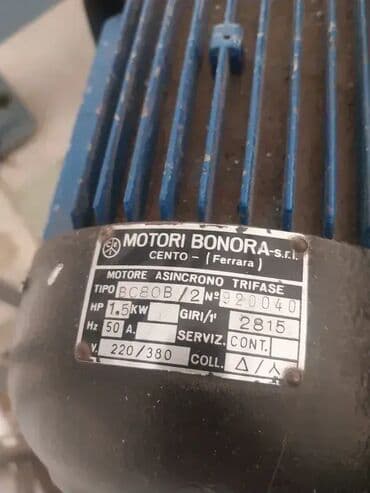 MOTORI BONORA-s.r.l.
CENTO - (Ferrara)
MOTORE ASINCRONO TRIFASE
TIPO BC80B/2 Nº 920040
HP 1.5 KW GIRI/1' 2815
Hz 50 A. SERVIZ. CONT.
V. 220/380 COLL. Δ/⅄